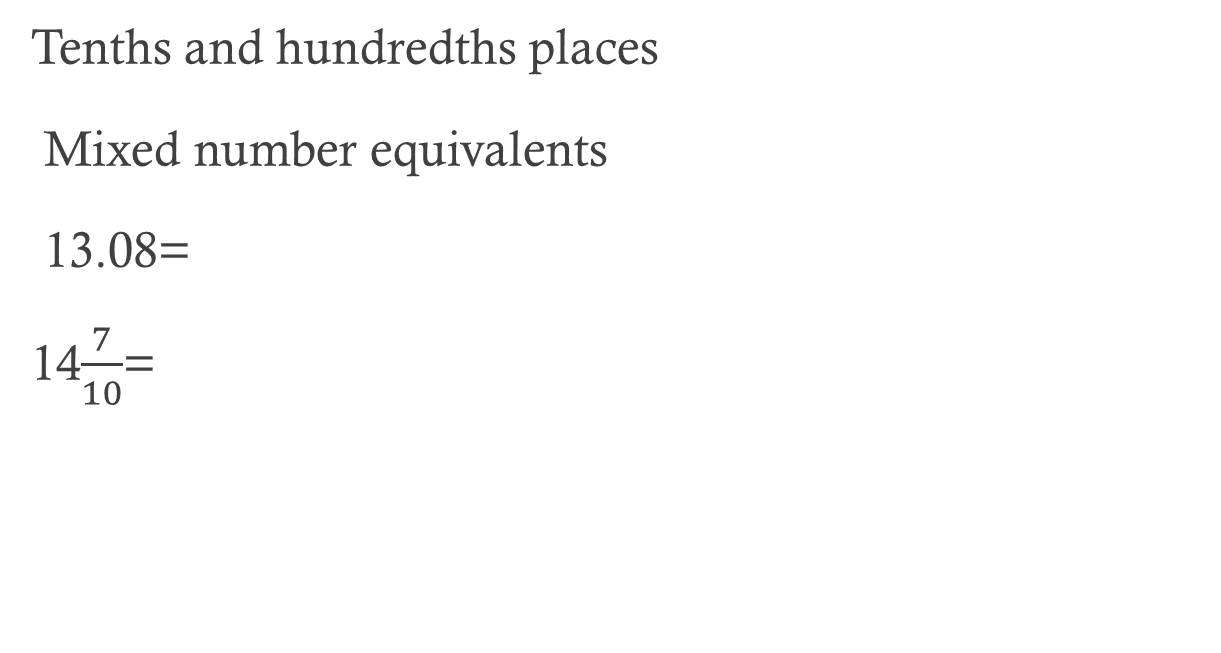 Tenths and hundredths places
Mixed number equivalents
13.08=
14 7/10=